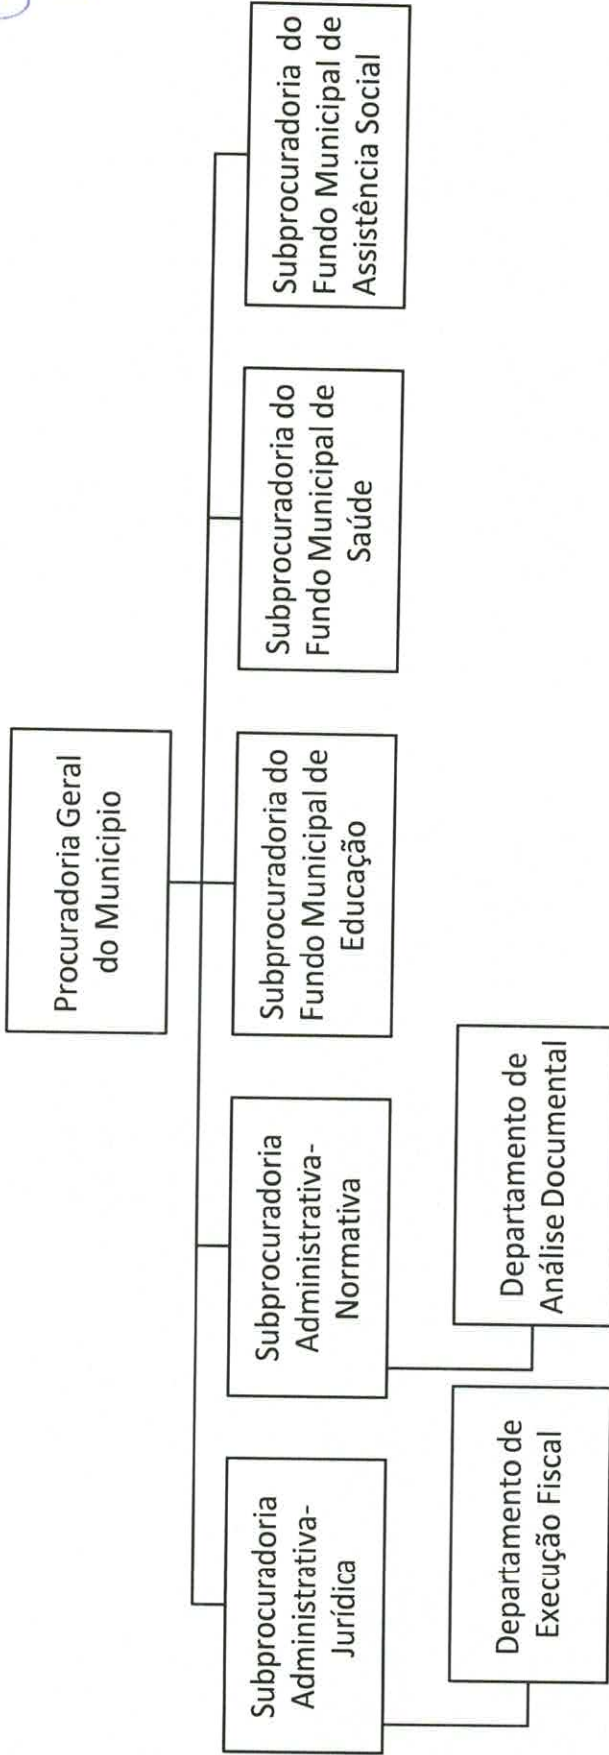 Procuradoria Geral
do Municipio
Subprocuradoria
Administrativa-
Jurídica
Subprocuradoria
Administrativa-
Normativa
Subprocuradoria do
Fundo Municipal de
Educação
Subprocuradoria do
Fundo Municipal de
Saúde
Subprocuradoria do
Fundo Municipal de
Assistência Social
Departamento de
Execução Fiscal
Departamento de
Análise Documental